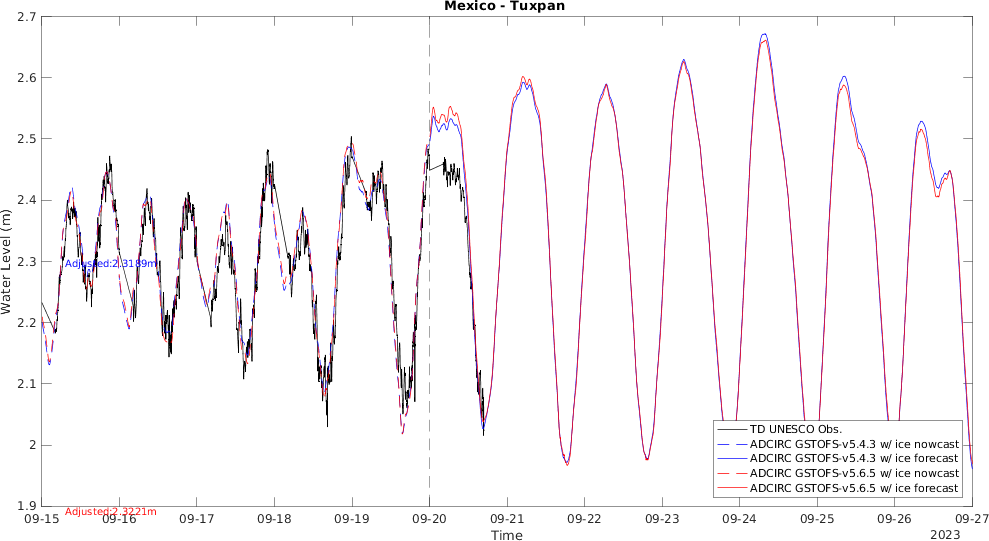 Mexico - Tuxpan
2.7
2.6
2.5
2.4
2.3
2.2
2.1
2
1.9
Water Level (m)
Adjusted:2.3189m
Adjusted:2.3221m
TD UNESCO Obs.
ADCIRC GSTOFS-v5.4.3 w/ ice nowcast
ADCIRC GSTOFS-v5.4.3 w/ ice forecast
ADCIRC GSTOFS-v5.6.5 w/ ice nowcast
ADCIRC GSTOFS-v5.6.5 w/ ice forecast
09-15 09-16 09-17 09-18 09-19 09-20 09-21 09-22 09-23 09-24 09-25 09-26 09-27
Time
2023